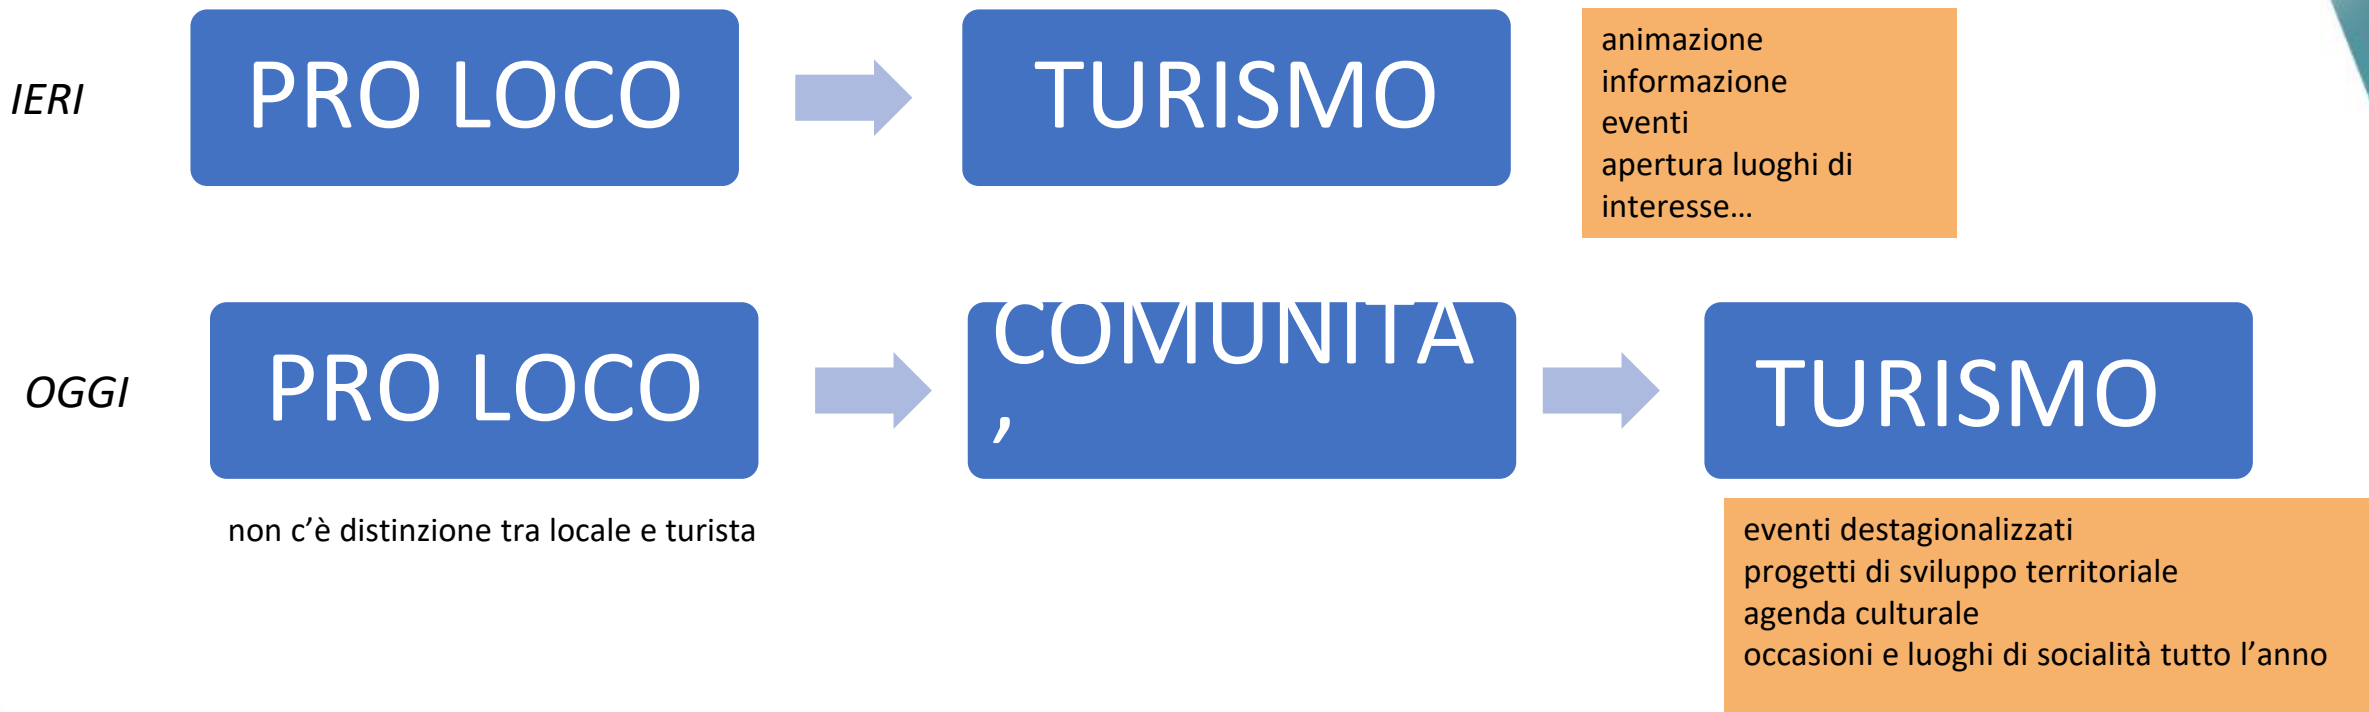 IERI
PRO LOCO
TURISMO
animazione
informazione
eventi
apertura luoghi di
interesse…
OGGI
PRO LOCO
COMUNITA
,
TURISMO
non c’è distinzione tra locale e turista
eventi destagionalizzati
progetti di sviluppo territoriale
agenda culturale
occasioni e luoghi di socialità tutto l’anno